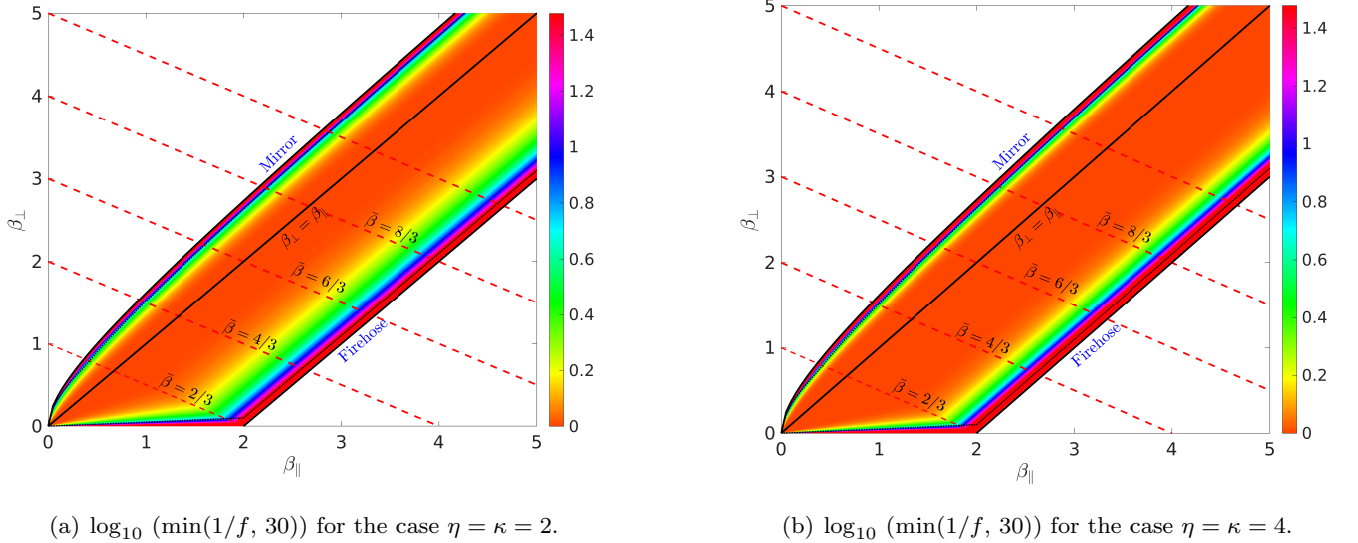 5
4
3
2
1
0
β⊥
0 1 2 3 4 5
β∥
Mirror
β⊥ = β∥
β̄ = 8/3
β̄ = 6/3
β̄ = 4/3
β̄ = 2/3
Firehose
1.4
1.2
1
0.8
0.6
0.4
0.2
0
(a) log₁₀ (min(1/f, 30)) for the case η = κ = 2.
5
4
3
2
1
0
β⊥
0 1 2 3 4 5
β∥
Mirror
β⊥ = β∥
β̄ = 8/3
β̄ = 6/3
β̄ = 4/3
β̄ = 2/3
Firehose
1.4
1.2
1
0.8
0.6
0.4
0.2
0
(b) log₁₀ (min(1/f, 30)) for the case η = κ = 4.